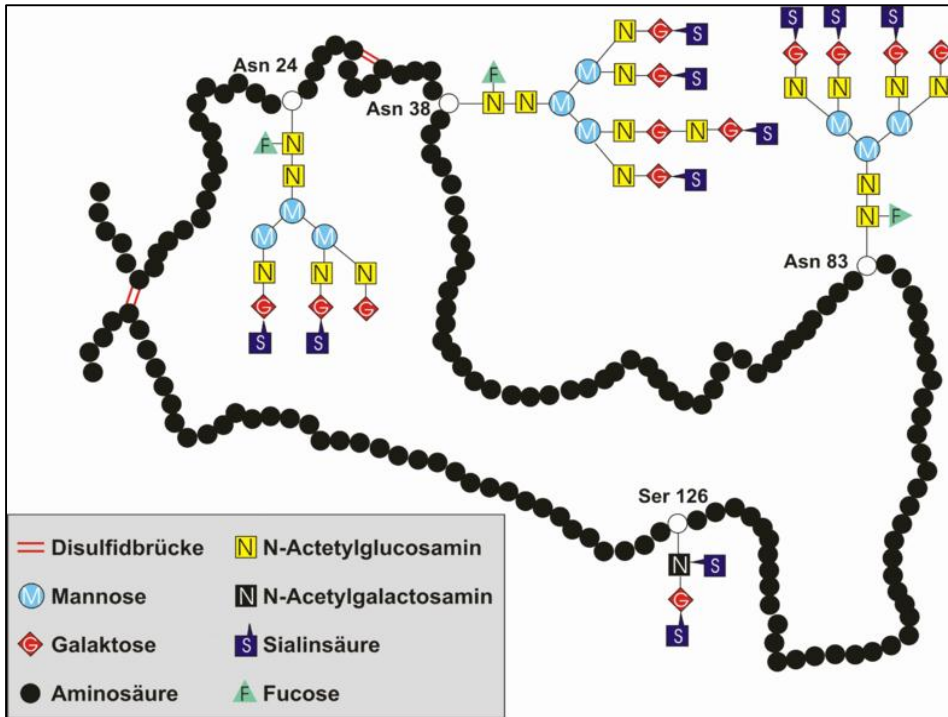 S S S
G G G G
N G S
Asn 24
F
M N G S
N N N N
Asn 38
N N M
F N
M N G N G S
M M
N
M
N G S
N
M
N F
M M
Asn 83
N N N
G G G
S S
Ser 126
N S
G
S
Disulfidbrücke
N N-Actetylglucosamin
M Mannose
N N-Acetylgalactosamin
G Galaktose
S Sialinsäure
Aminosäure
F Fucose